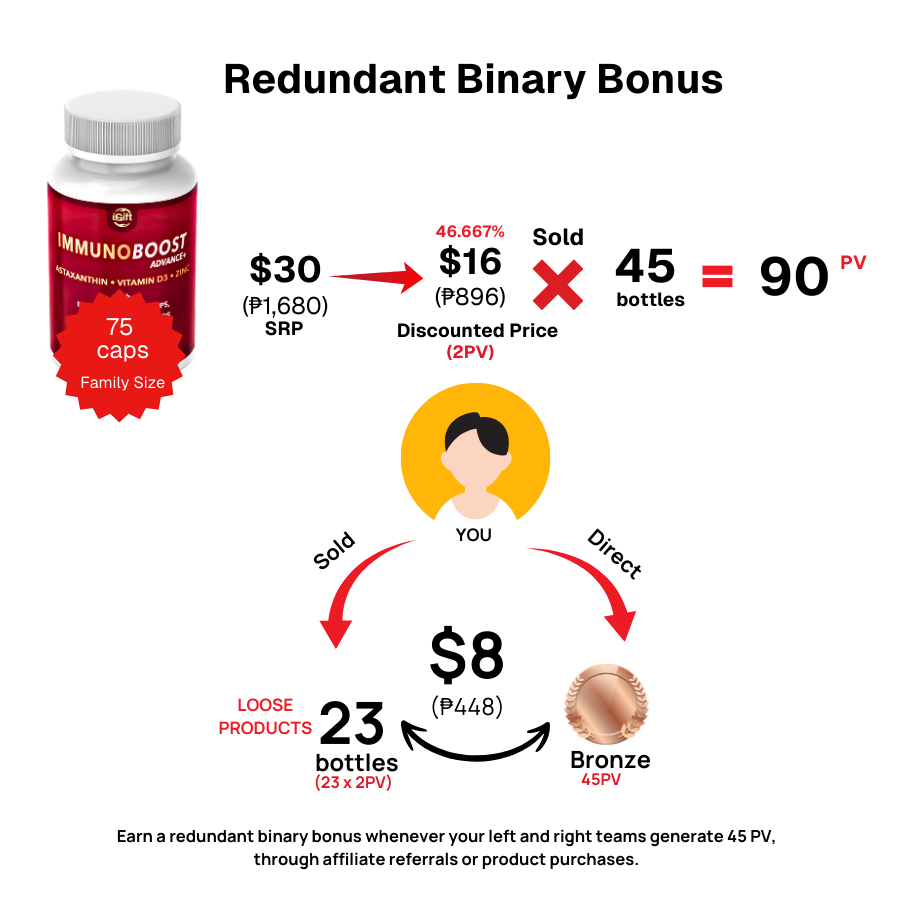 Redundant Binary Bonus
iGift
IMMUNOBOOST
ADVANCE+
ASTAXANTHIN • VITAMIN D3 • ZINC
75
caps
Family Size
$30
(₱1,680)
SRP
46.667%
$16
(₱896)
Discounted Price
(2PV)
Sold
45
bottles
=
90 PV
YOU
Sold
Direct
$8
(₱448)
LOOSE
PRODUCTS
23
bottles
(23 x 2PV)
Bronze
45PV
Earn a redundant binary bonus whenever your left and right teams generate 45 PV,
through affiliate referrals or product purchases.